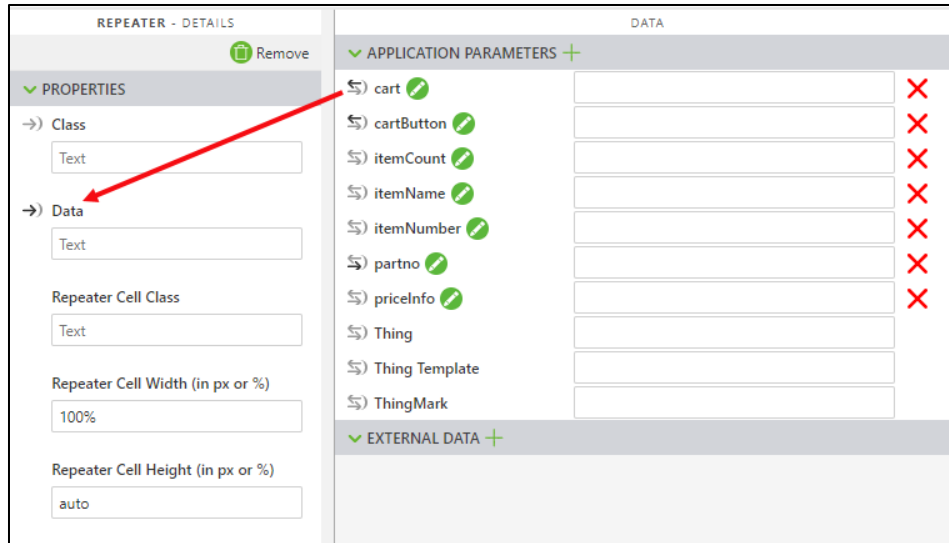 REPEATER - DETAILS
Remove
PROPERTIES
Class
Text
Data
Text
Repeater Cell Class
Text
Repeater Cell Width (in px or %)
100%
Repeater Cell Height (in px or %)
auto
DATA
APPLICATION PARAMETERS
cart
cartButton
itemCount
itemName
itemNumber
partno
priceInfo
Thing
Thing Template
ThingMark
EXTERNAL DATA